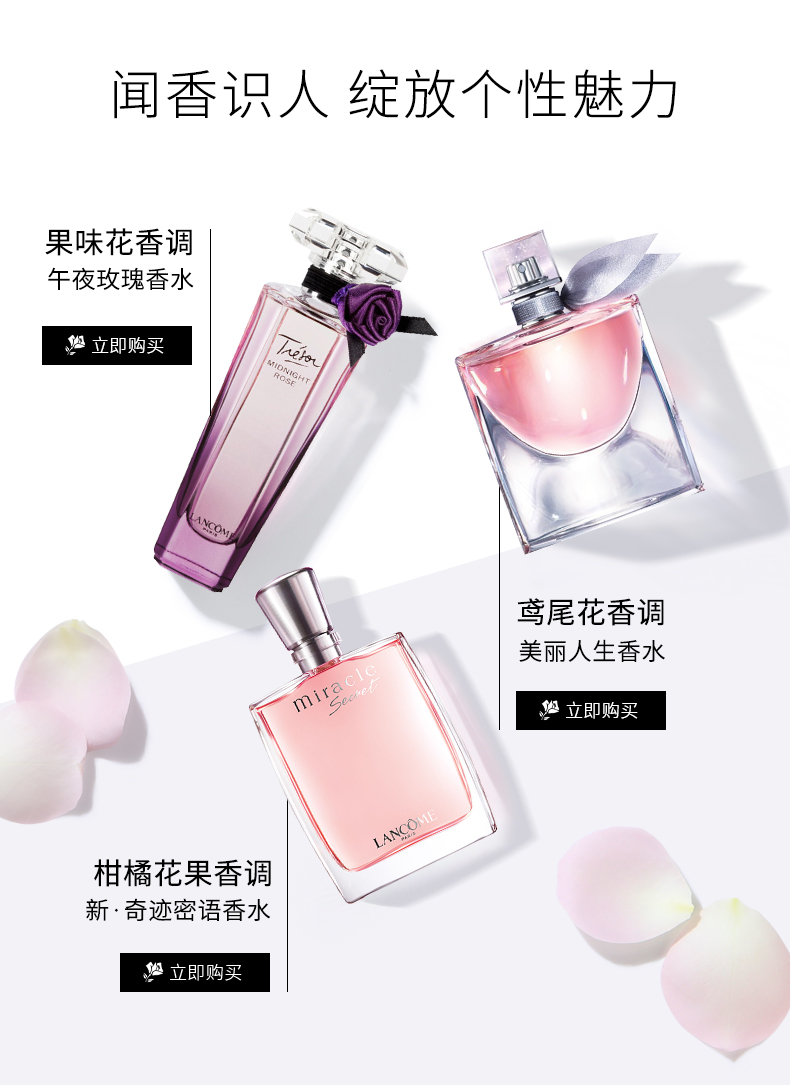 闻香识人 绽放个性魅力
果味花香调
午夜玫瑰香水
立即购买
Trésor
MIDNIGHT
ROSE
LANCÔME
PARIS
鸢尾花香调
美丽人生香水
立即购买
miracle
Secret
LANCÔME
PARIS
柑橘花果香调
新·奇迹密语香水
立即购买